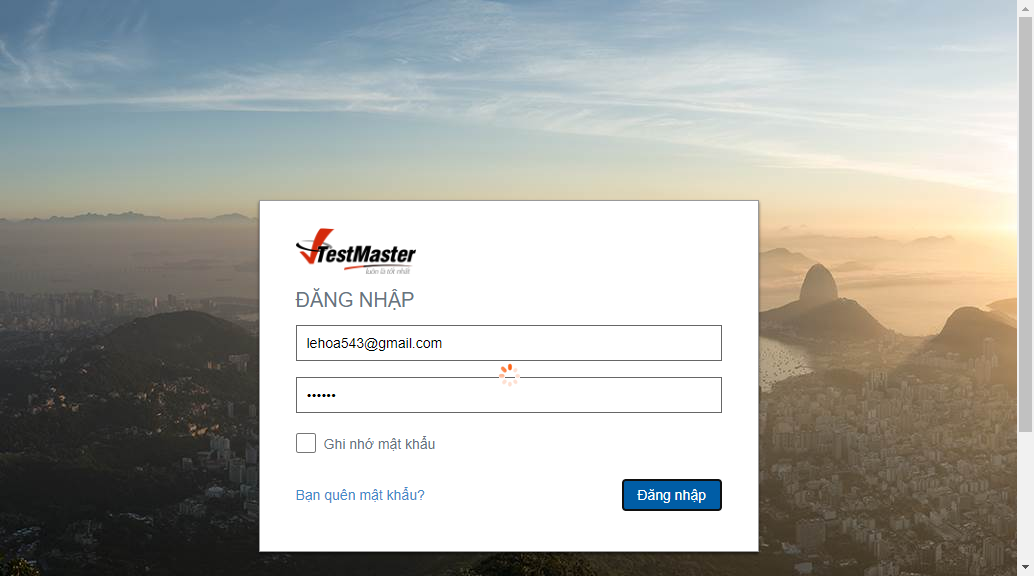 TestMaster
luôn là tốt nhất
ĐĂNG NHẬP
lehoa543@gmail.com
••••••
Ghi nhớ mật khẩu
Bạn quên mật khẩu?
Đăng nhập